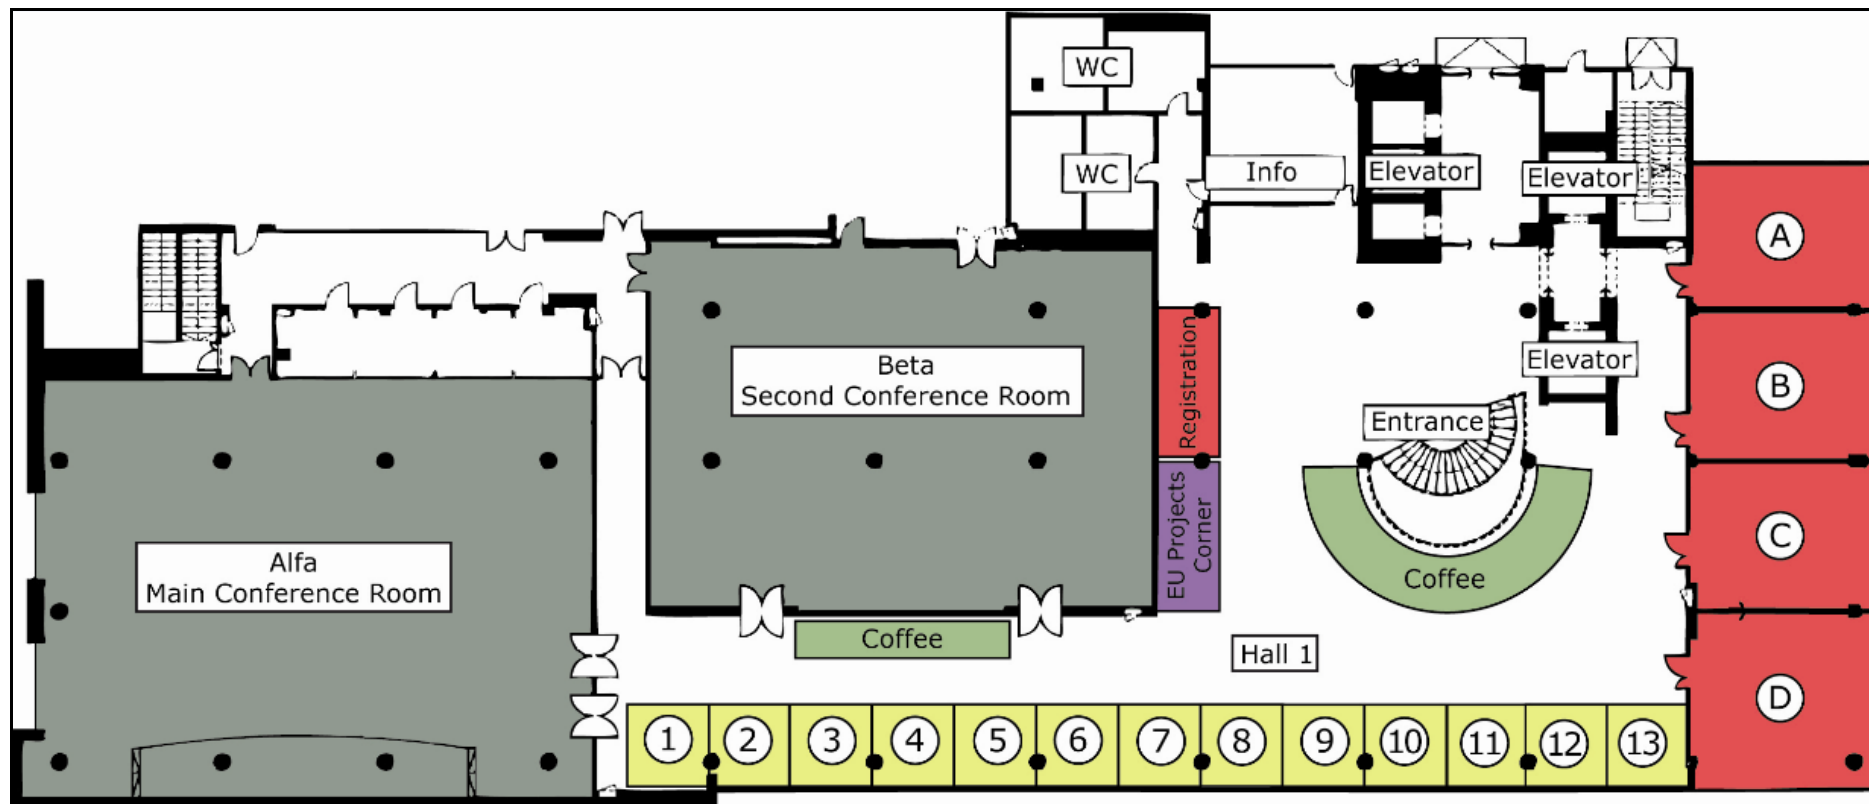 WC
WC
Info
Elevator
Elevator
A
Beta
Second Conference Room
Registration
Elevator
B
Entrance
EU Projects
Corner
C
Alfa
Main Conference Room
Coffee
Coffee
Hall 1
D
1
2
3
4
5
6
7
8
9
10
11
12
13